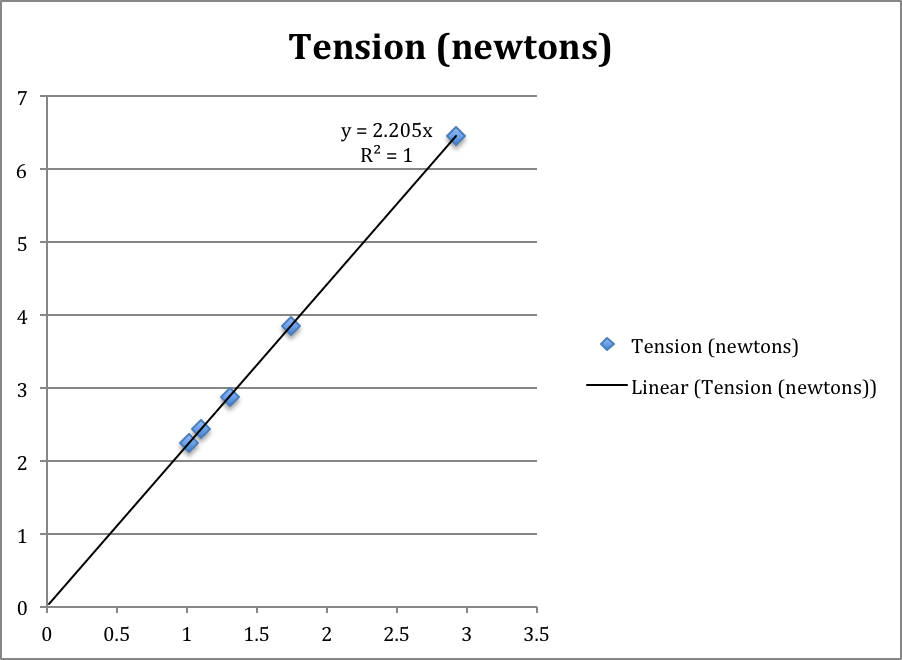 Tension (newtons)
7
6
5
4
3
2
1
0
y = 2.205x
R² = 1
0 0.5 1 1.5 2 2.5 3 3.5
Tension (newtons)
Linear (Tension (newtons))